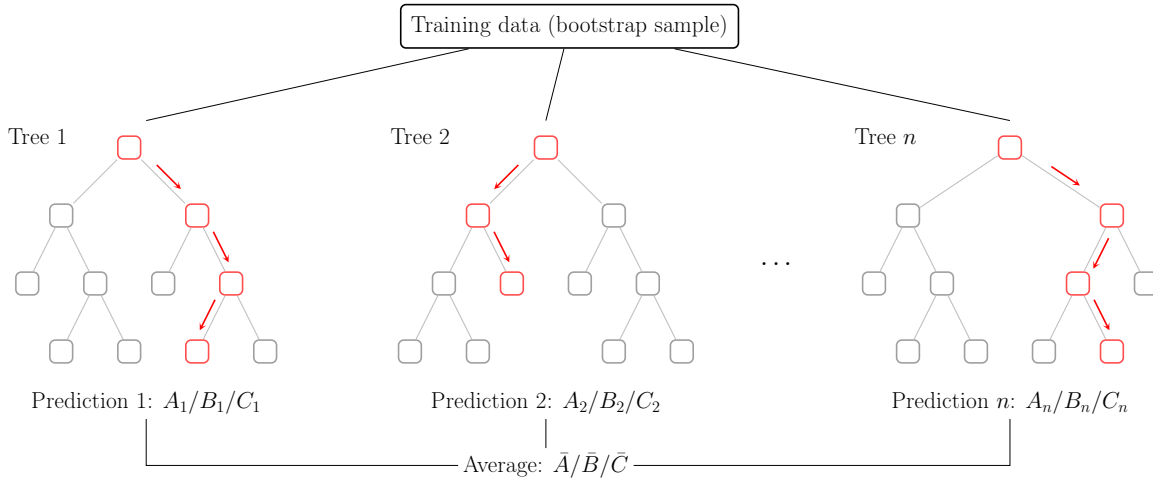 Training data (bootstrap sample)
Tree 1
Tree 2
Tree n
...
Prediction 1: A₁/B₁/C₁
Prediction 2: A₂/B₂/C₂
Prediction n: Aₙ/Bₙ/Cₙ
Average: Ā/B̄/C̄